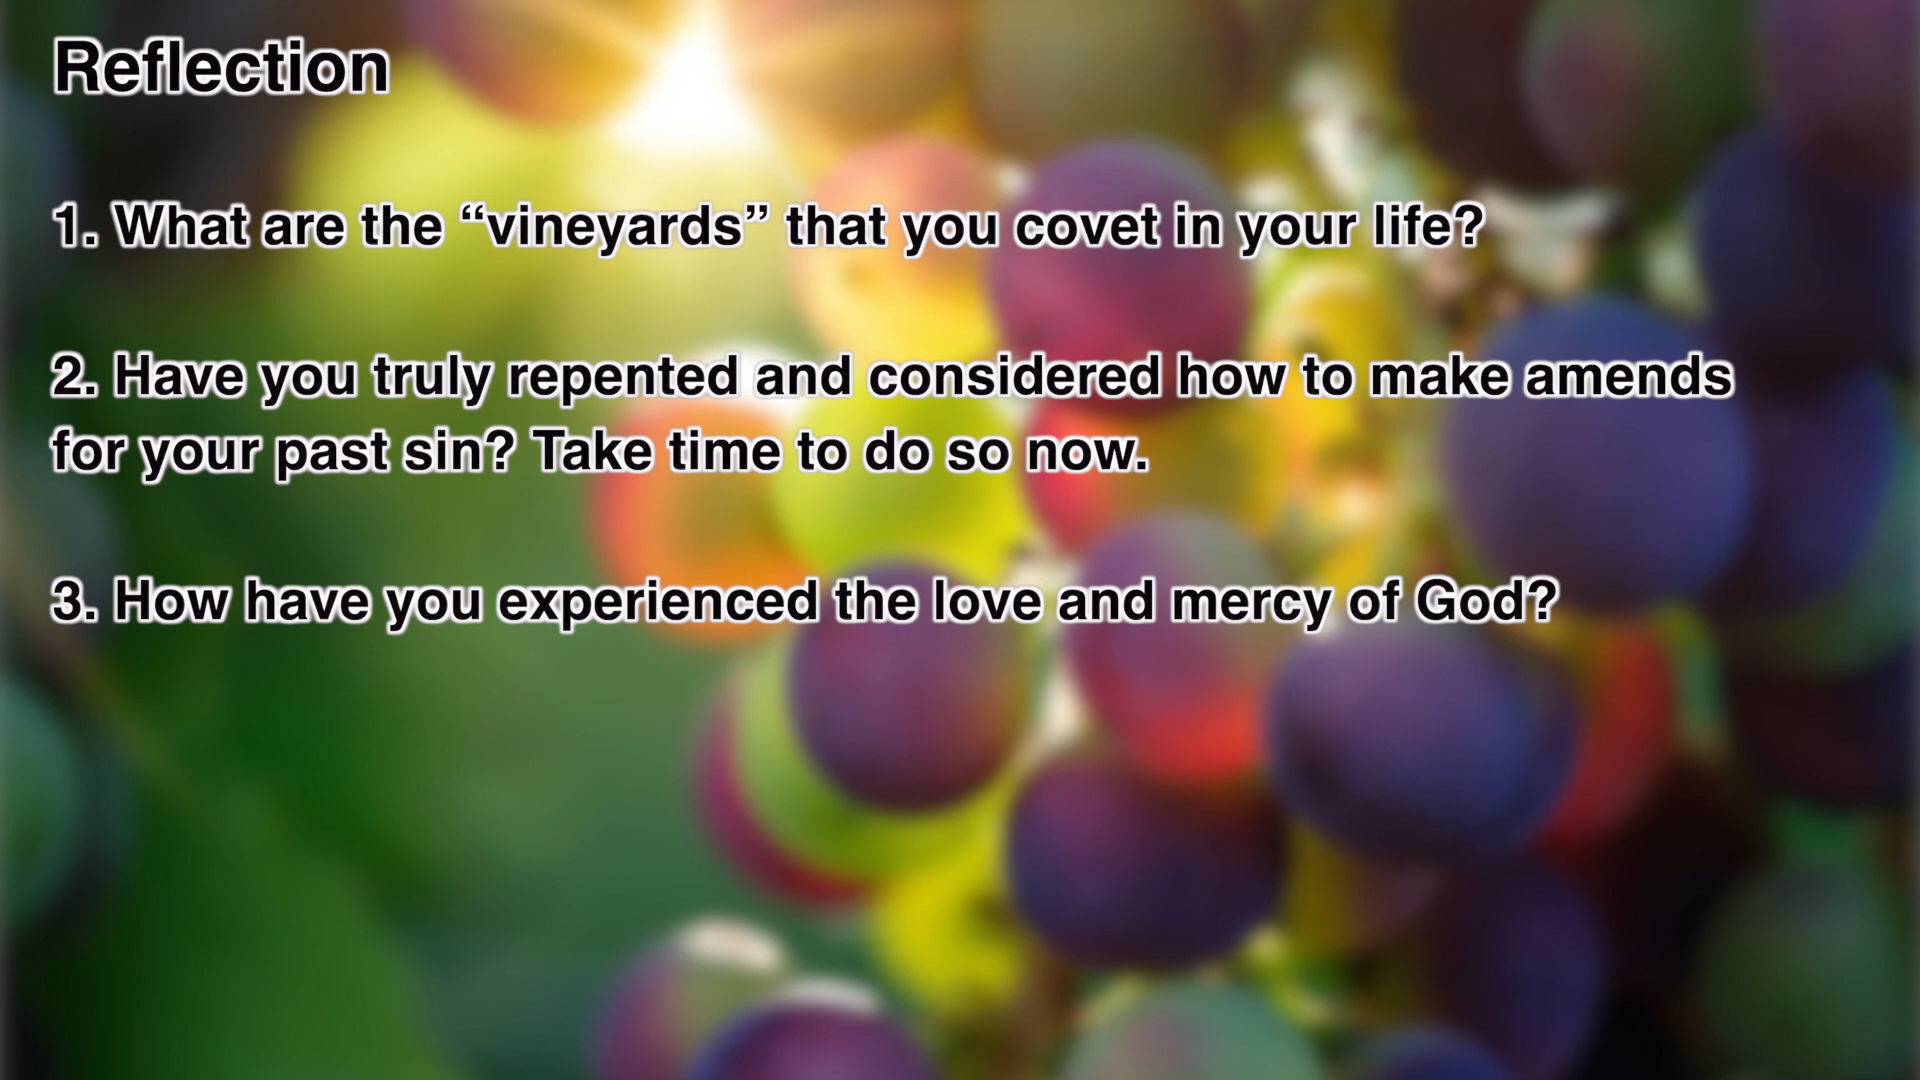 Reflection
1. What are the “vineyards” that you covet in your life?
2. Have you truly repented and considered how to make amends
for your past sin? Take time to do so now.
3. How have you experienced the love and mercy of God?